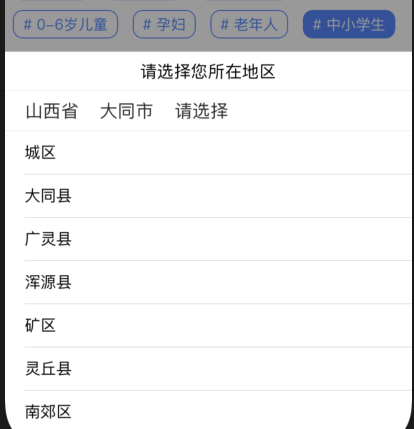 # 0-6岁儿童 # 孕妇 # 老年人 # 中小学生
请选择您所在地区
山西省 大同市 请选择
城区
大同县
广灵县
浑源县
矿区
灵丘县
南郊区